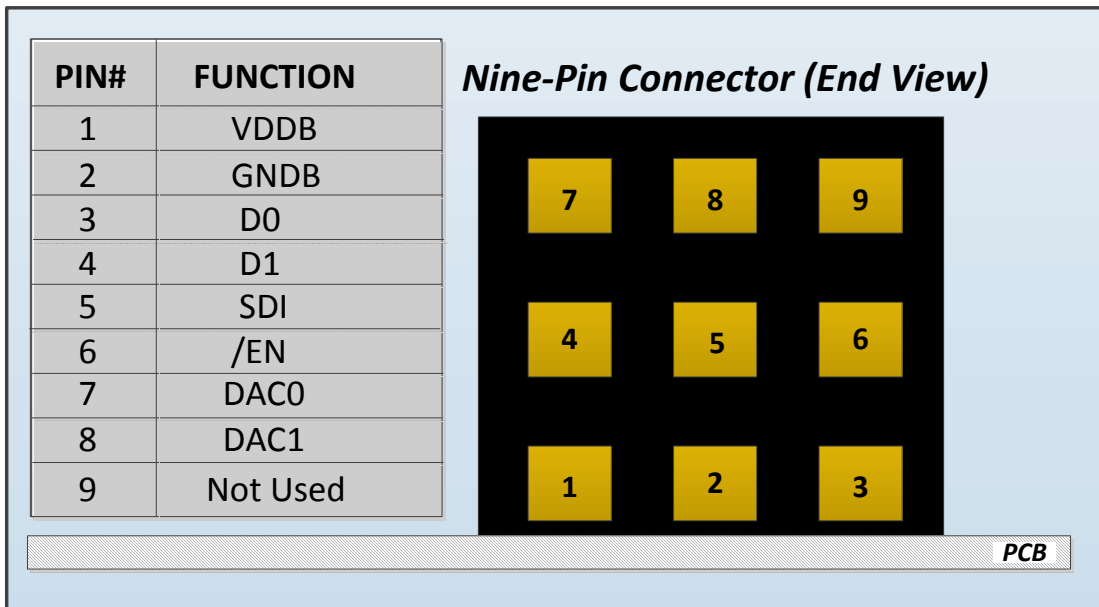 PIN# FUNCTION
1 VDDB
2 GNDB
3 D0
4 D1
5 SDI
6 /EN
7 DAC0
8 DAC1
9 Not Used
Nine-Pin Connector (End View)
7 8 9
4 5 6
1 2 3
PCB